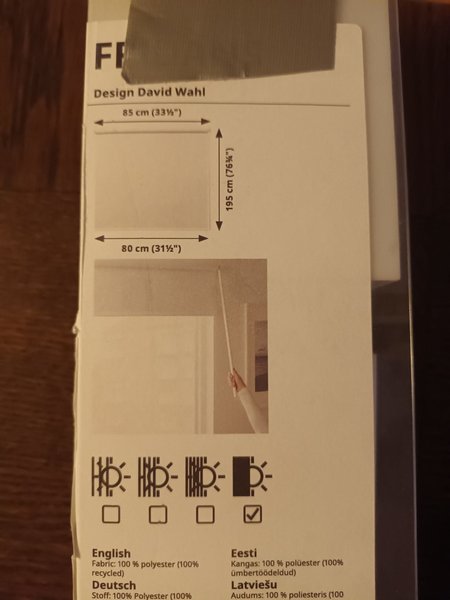 Design David Wahl
85 cm (33½")
195 cm (76¾")
80 cm (31½")
English
Fabric: 100 % polyester (100%
recycled)
Deutsch
Stoff: 100% Polyester (100%
Eesti
Kangas: 100 % polüester (100%
ümbertöödeldud)
Latviešu
Audums: 100 % poliesteris (100